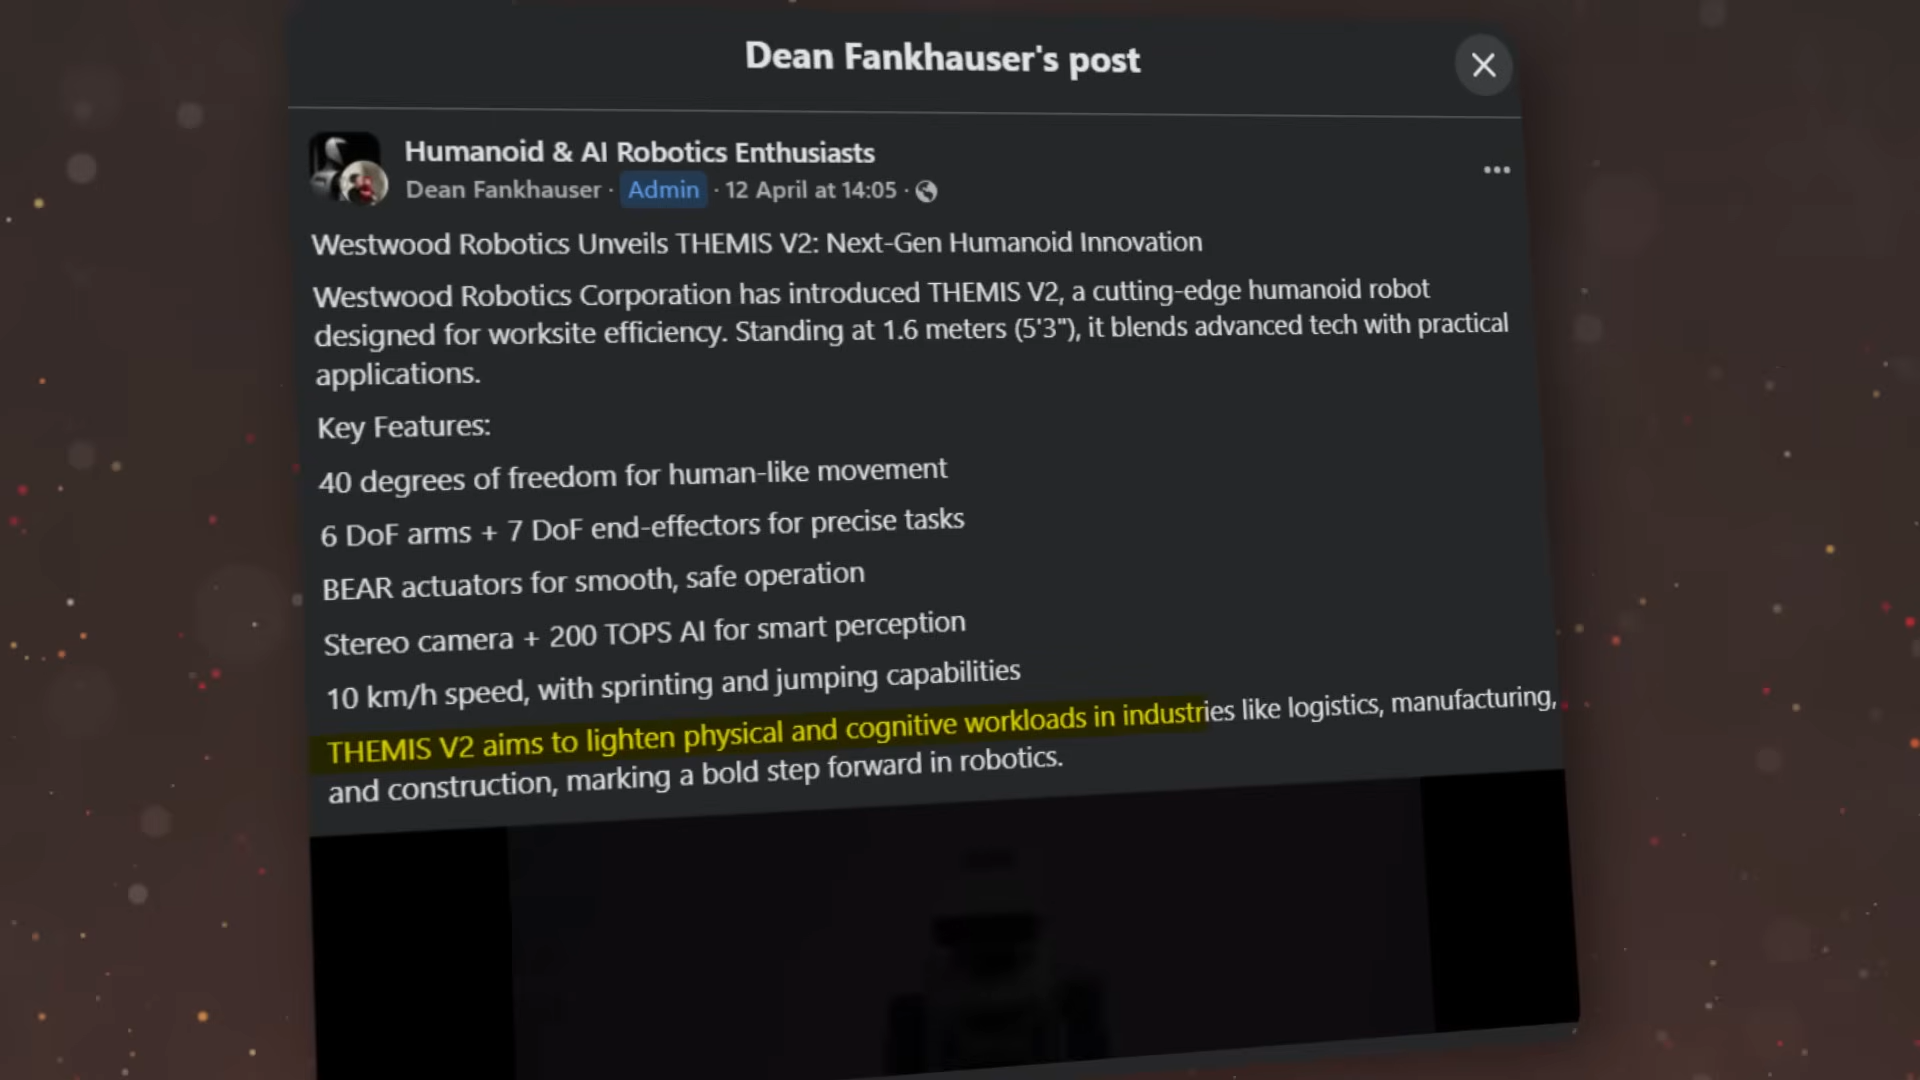 Dean Fankhauser's post
Humanoid & AI Robotics Enthusiasts
Dean Fankhauser · Admin · 12 April at 14:05 ·
Westwood Robotics Unveils THEMIS V2: Next-Gen Humanoid Innovation
Westwood Robotics Corporation has introduced THEMIS V2, a cutting-edge humanoid robot
designed for worksite efficiency. Standing at 1.6 meters (5'3"), it blends advanced tech with practical
applications.
Key Features:
40 degrees of freedom for human-like movement
6 DoF arms + 7 DoF end-effectors for precise tasks
BEAR actuators for smooth, safe operation
Stereo camera + 200 TOPS AI for smart perception
10 km/h speed, with sprinting and jumping capabilities
THEMIS V2 aims to lighten physical and cognitive workloads in industries like logistics, manufacturing,
and construction, marking a bold step forward in robotics.